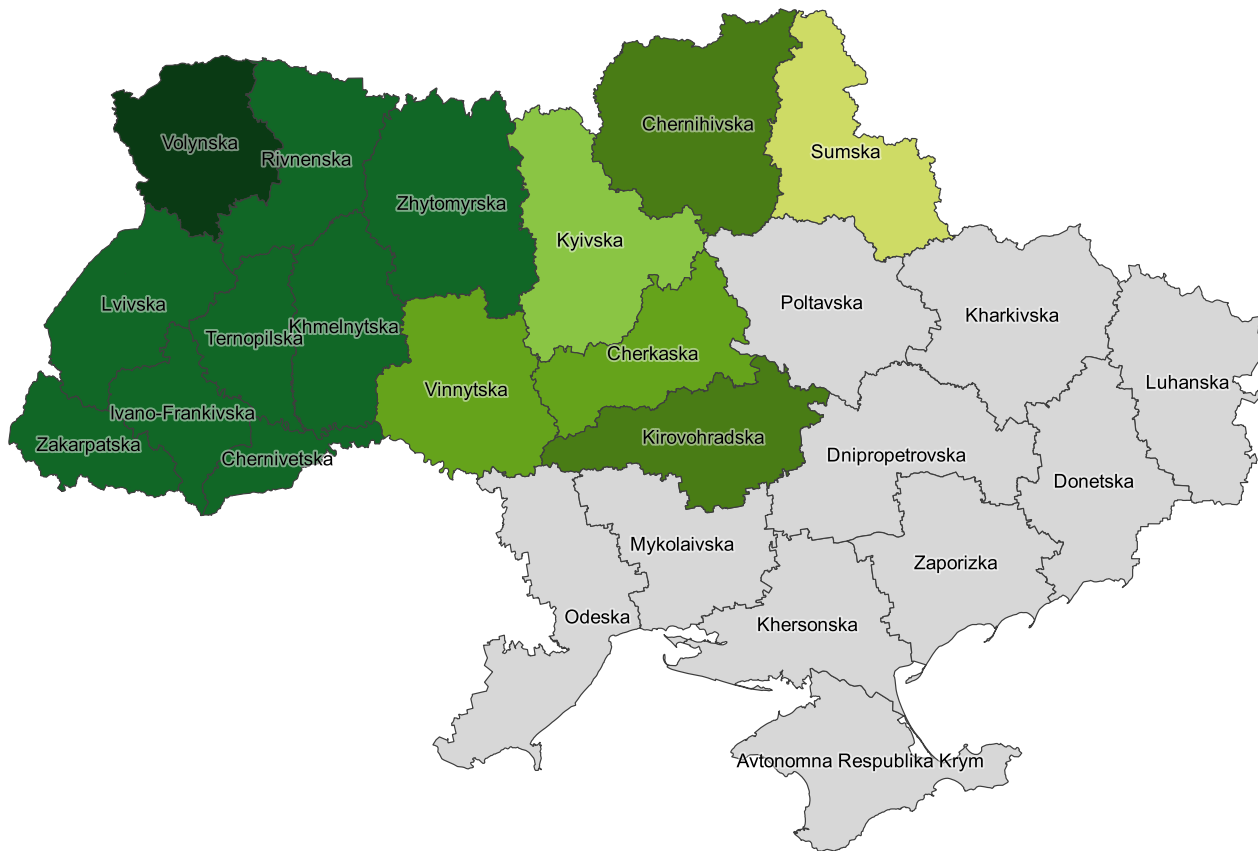 Chernihivska
Volynska
Sumska
Rivnenska
Zhytomyrska
Kyivska
Lvivska
Poltavska
Kharkivska
Ternopilska
Khmelnytska
Cherkaska
Luhanska
Vinnytska
Ivano-Frankivska
Kirovohradska
Zakarpatska
Chernivetska
Dnipropetrovska
Donetska
Mykolaivska
Zaporizka
Odeska
Khersonska
Avtonomna Respublika Krym